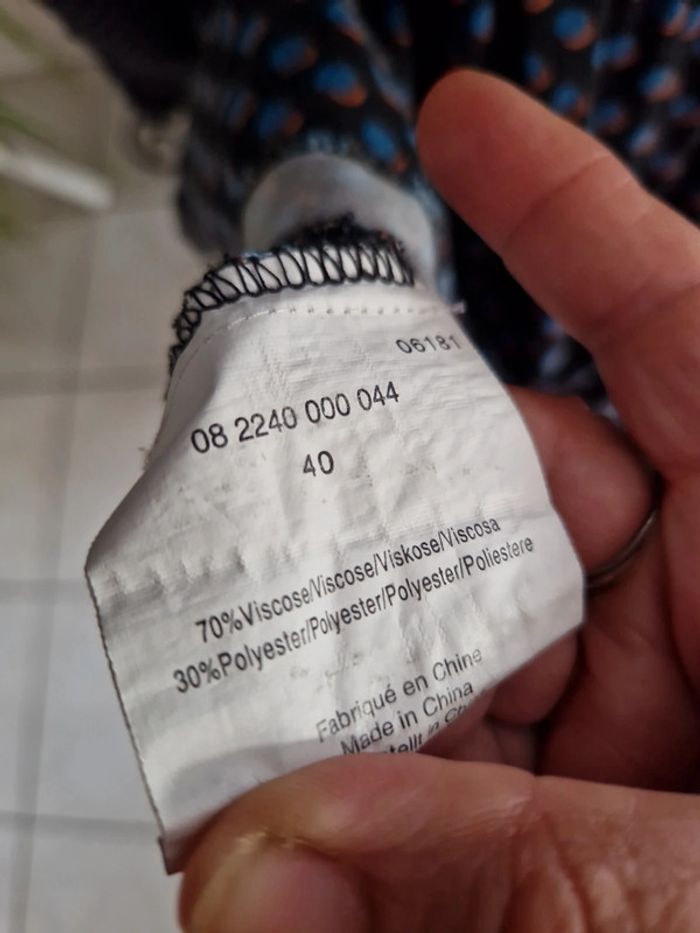 06181
08 2240 000 044
40
70%Viscose/Viscose/Viskose/Viscosa
30%Polyester/Polyester/Polyester/Poliestere
Fabriqué en Chine
Made in China